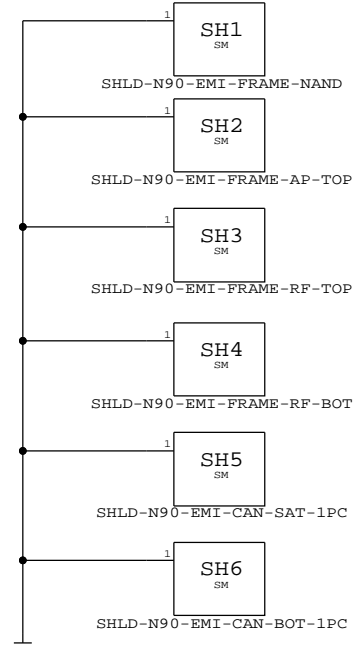 1
SH1
SM
SHLD-N90-EMI-FRAME-NAND
1
SH2
SM
SHLD-N90-EMI-FRAME-AP-TOP
1
SH3
SM
SHLD-N90-EMI-FRAME-RF-TOP
1
SH4
SM
SHLD-N90-EMI-FRAME-RF-BOT
1
SH5
SM
SHLD-N90-EMI-CAN-SAT-1PC
1
SH6
SM
SHLD-N90-EMI-CAN-BOT-1PC